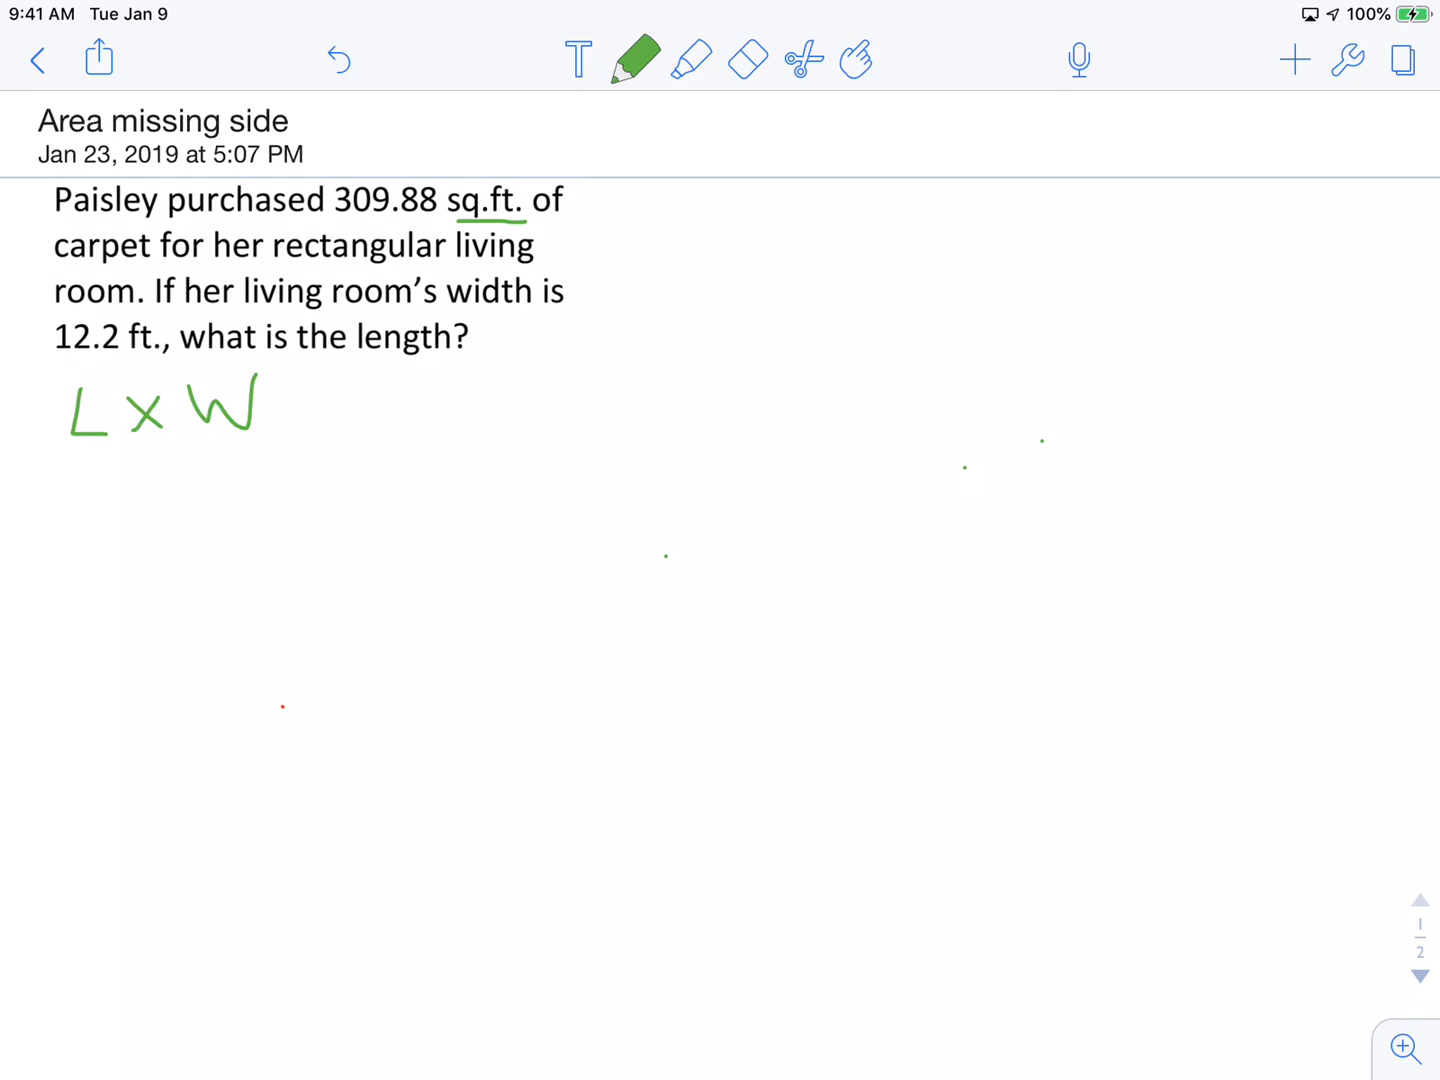 9:41 AM Tue Jan 9 100%
T
Area missing side
Jan 23, 2019 at 5:07 PM
Paisley purchased 309.88 sq.ft. of
carpet for her rectangular living
room. If her living room’s width is
12.2 ft., what is the length?
L x W
1
2